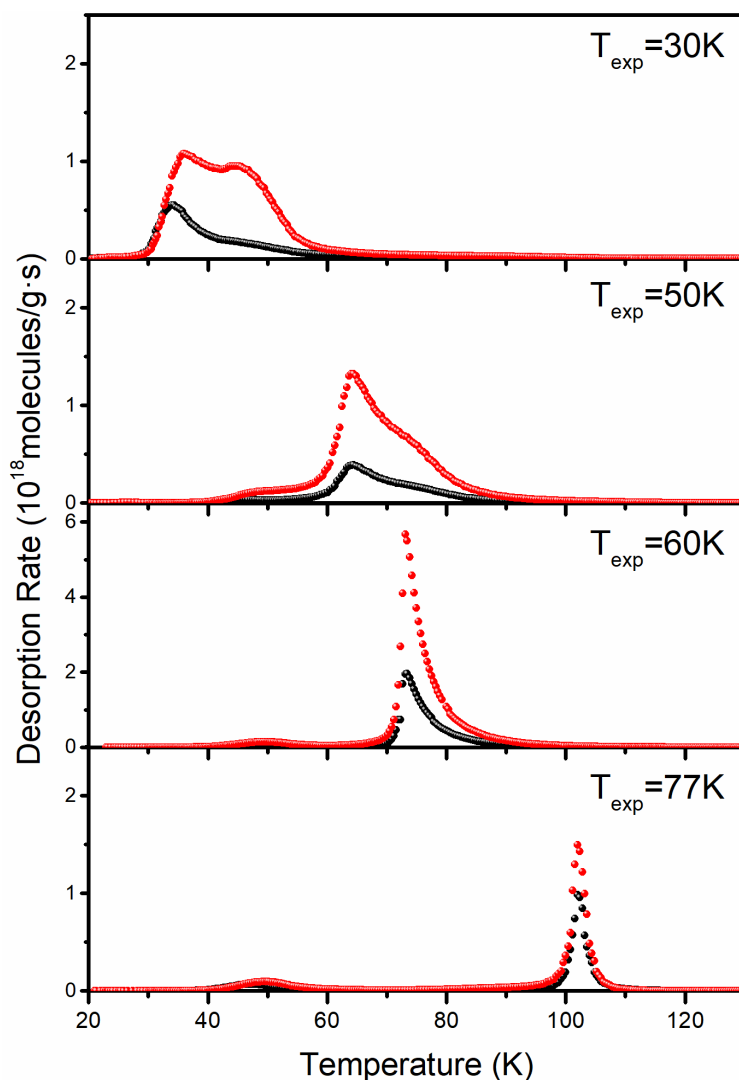 Desorption Rate (10^18 molecules/g·s)
2
1
0
T_exp=30K
2
1
0
T_exp=50K
6
4
2
0
T_exp=60K
2
1
0
T_exp=77K
20 40 60 80 100 120
Temperature (K)